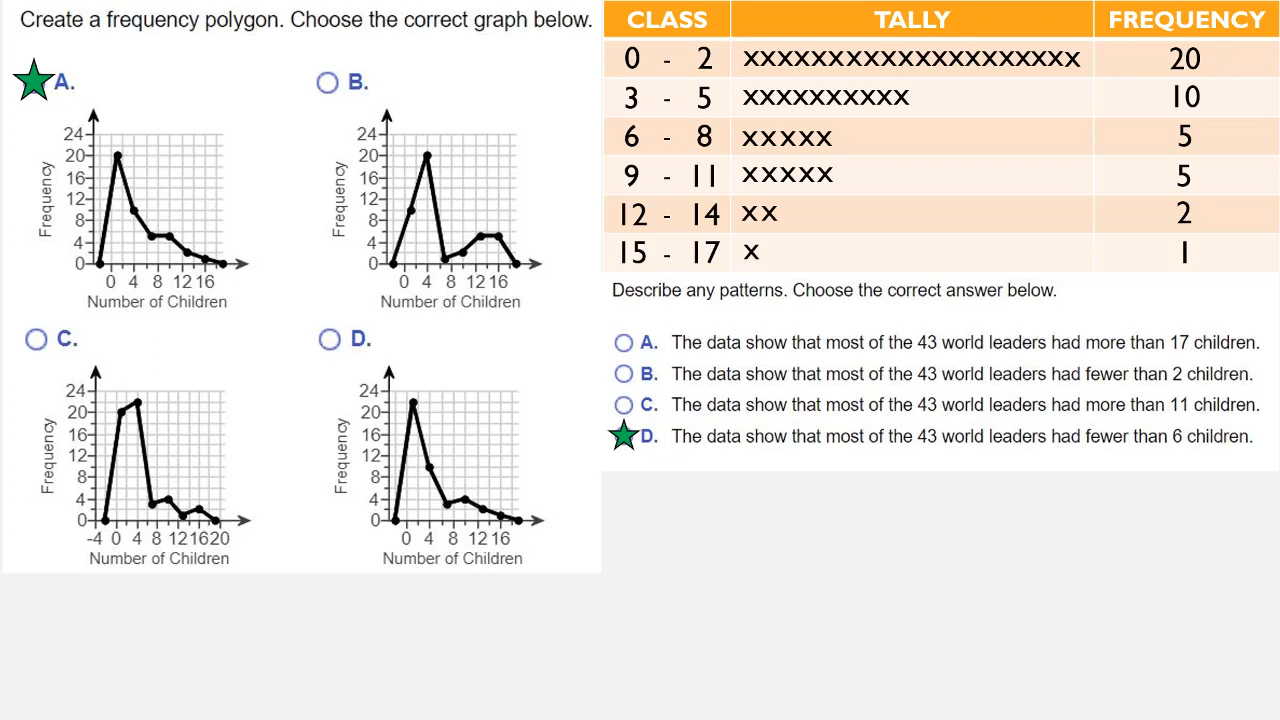 Create a frequency polygon. Choose the correct graph below.
A.
24
20
16
12
8
4
0
Frequency
0 4 8 12 16
Number of Children
B.
24
20
16
12
8
4
0
Frequency
0 4 8 12 16
Number of Children
C.
24
20
16
12
8
4
0
Frequency
-4 0 4 8 12 16 20
Number of Children
D.
24
20
16
12
8
4
0
Frequency
0 4 8 12 16
Number of Children
CLASS TALLY FREQUENCY
0 - 2 xxxxxxxxxxxxxxxxxxxx 20
3 - 5 xxxxxxxxxx 10
6 - 8 xxxxx 5
9 - 11 xxxxx 5
12 - 14 xx 2
15 - 17 x 1
Describe any patterns. Choose the correct answer below.
A. The data show that most of the 43 world leaders had more than 17 children.
B. The data show that most of the 43 world leaders had fewer than 2 children.
C. The data show that most of the 43 world leaders had more than 11 children.
D. The data show that most of the 43 world leaders had fewer than 6 children.